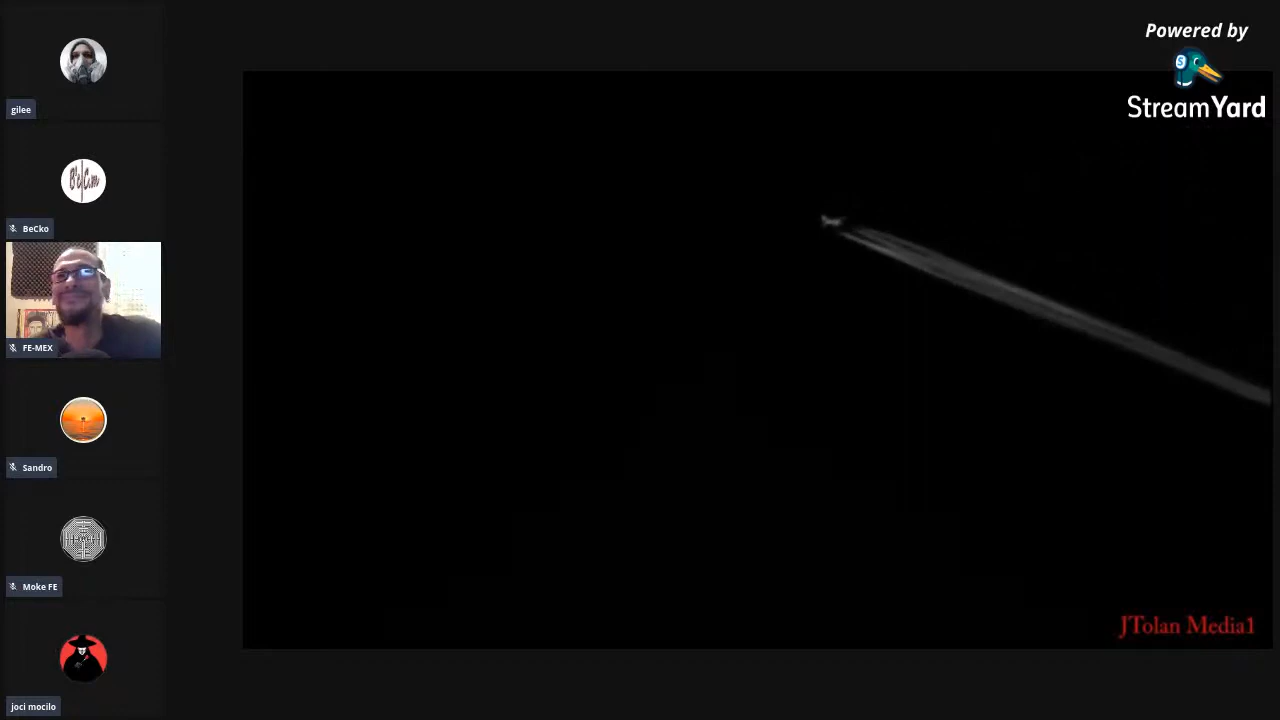 Powered by
StreamYard
gilee
BeCko
FE-MEX
Sandro
Moke FE
joci mocilo
JTolan Media1